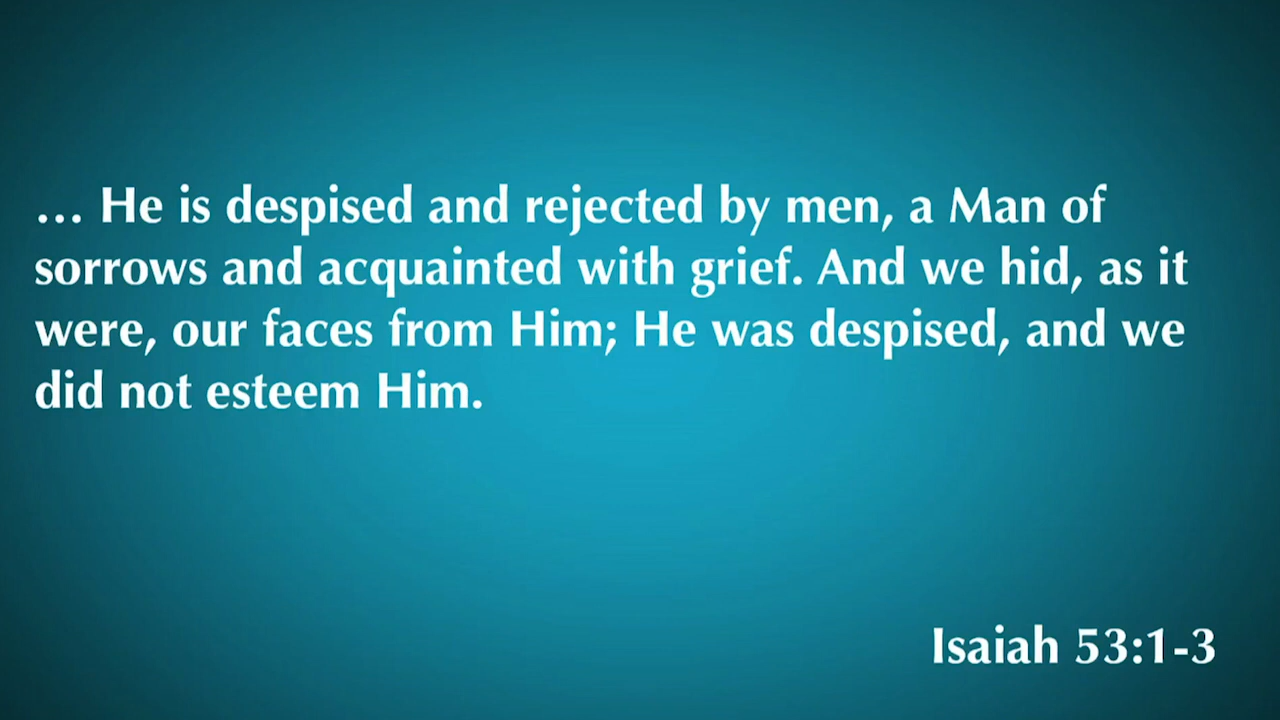 ... He is despised and rejected by men, a Man of
sorrows and acquainted with grief. And we hid, as it
were, our faces from Him; He was despised, and we
did not esteem Him.
Isaiah 53:1-3